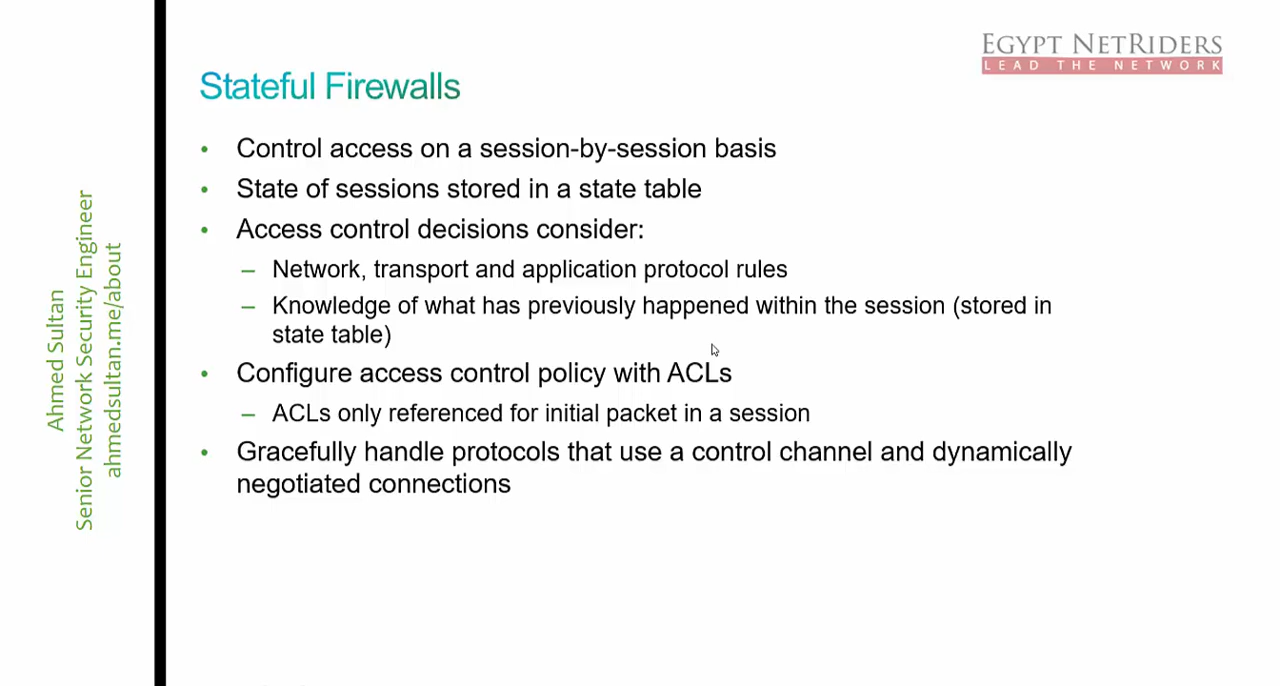 EGYPT NETRIDERS
LEAD THE NETWORK
Stateful Firewalls
• Control access on a session-by-session basis
• State of sessions stored in a state table
• Access control decisions consider:
– Network, transport and application protocol rules
– Knowledge of what has previously happened within the session (stored in
state table)
• Configure access control policy with ACLs
– ACLs only referenced for initial packet in a session
• Gracefully handle protocols that use a control channel and dynamically
negotiated connections
Ahmed Sultan
Senior Network Security Engineer
ahmedsultan.me/about